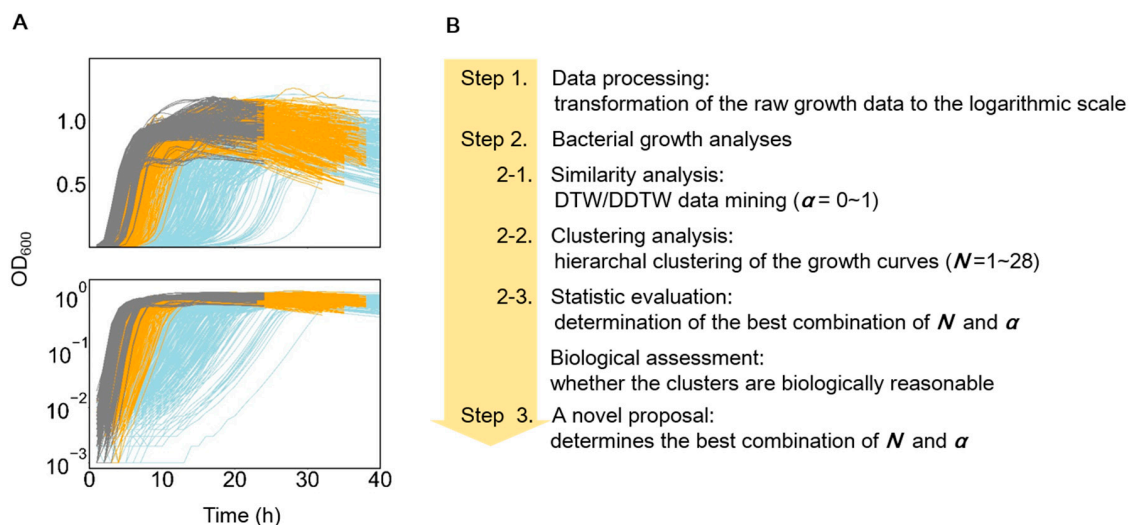 A
1.0
0.5
OD600
10^0
10^-1
10^-2
10^-3
0
10
20
30
40
Time (h)
B
Step 1. Data processing:
transformation of the raw growth data to the logarithmic scale
Step 2. Bacterial growth analyses
2-1. Similarity analysis:
DTW/DDTW data mining (α = 0~1)
2-2. Clustering analysis:
hierarchal clustering of the growth curves (N =1~28)
2-3. Statistic evaluation:
determination of the best combination of N and α
Biological assessment:
whether the clusters are biologically reasonable
Step 3. A novel proposal:
determines the best combination of N and α